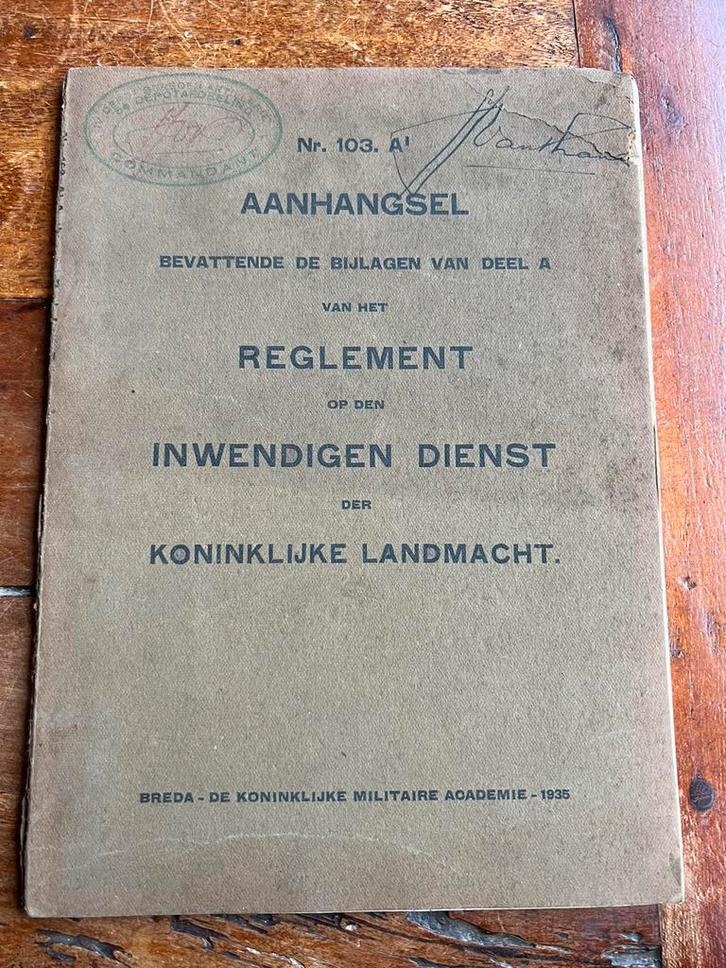 DEPOTAFDEELING
COMMANDANT
Nr. 103. A¹
AANHANGSEL
BEVATTENDE DE BIJLAGEN VAN DEEL A
VAN HET
REGLEMENT
OP DEN
INWENDIGEN DIENST
DER
KONINKLIJKE LANDMACHT.
BREDA - DE KONINKLIJKE MILITAIRE ACADEMIE - 1935